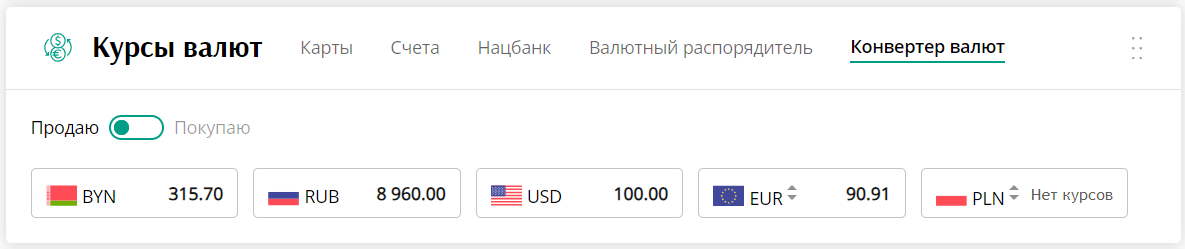 Курсы валют Карты Счета Нацбанк Валютный распорядитель Конвертер валют
Продаю Покупаю
BYN 315.70 RUB 8 960.00 USD 100.00 EUR 90.91 PLN Нет курсов